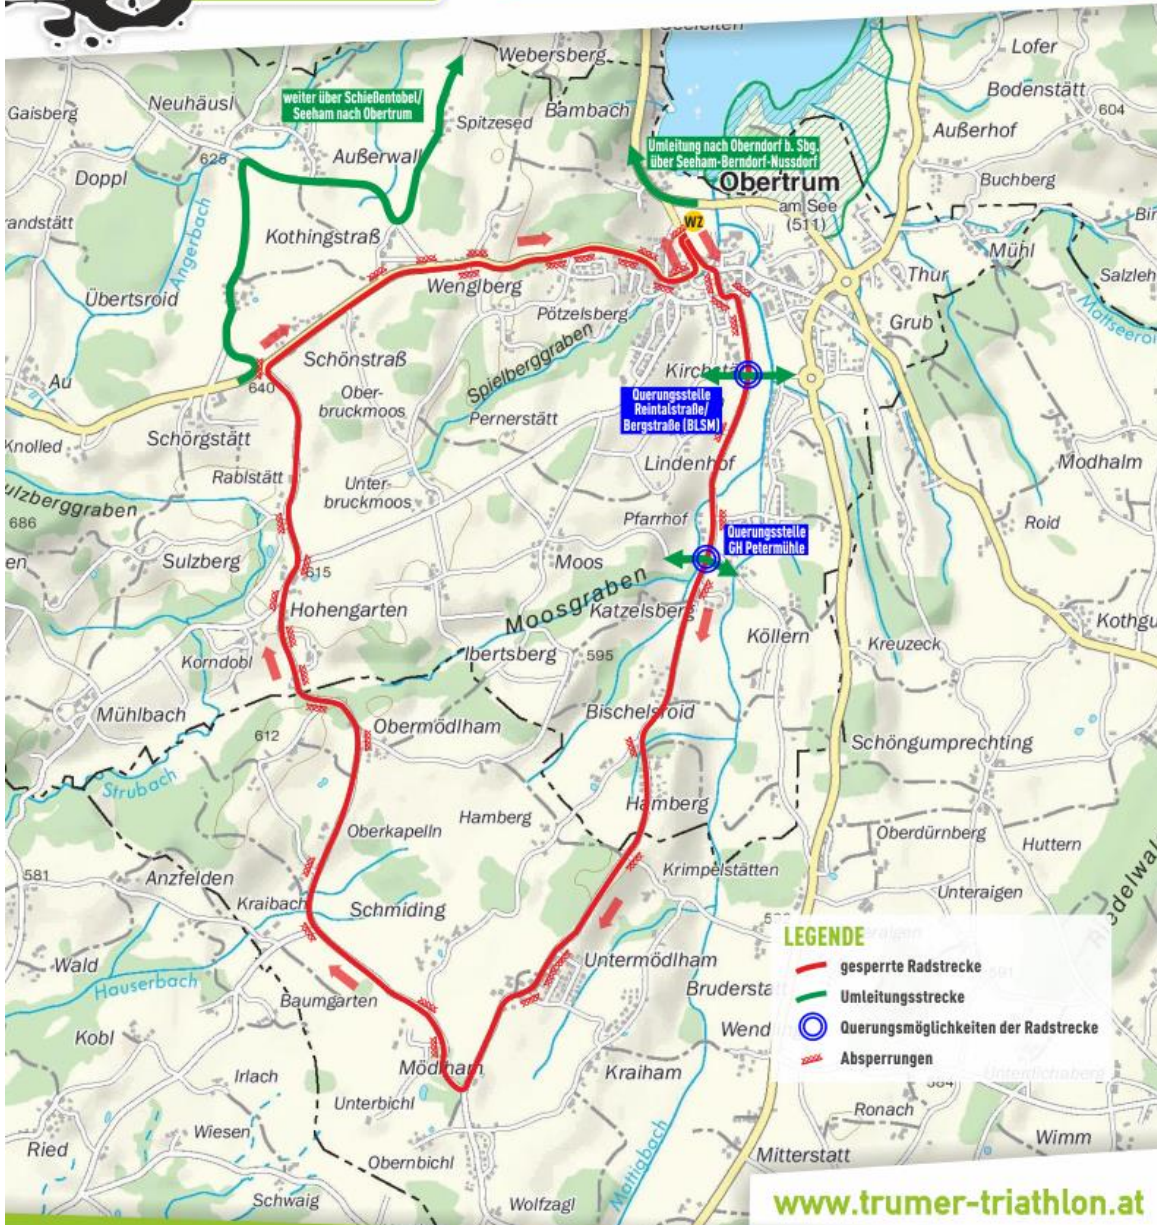 Webersberg
Lofer
Bodenstätt
Gaisberg
Neuhäusl
weiter über Schießentobel/
Seeham nach Obertrum
Bambach
604
Spitzesed
Außerhof
625
Außerwall
Umleitung nach Oberndorf b. Sbg.
über Seeham-Berndorf-Nussdorf
Doppl
Obertrum
am See
(511)
Buchberg
WZ
Angerbach
Kothingstraß
Mühl
Übertsroid
Wenglberg
Thur
Pötzelsberg
Grub
Schönstraß
Spielberggraben
Au
640
Ober-
bruckmoos
Querungsstelle
Reintalstraße/
Bergstraße (BLSM)
Pernerstätt
Knolled
Schörgstätt
Lindenhof
Modhalm
Rablstätt
Unter-
bruckmoos
686
Pfarrhof
Querungsstelle
GH Petermühle
Roid
Sulzberg
615
Moos
Moosgraben
Hohengarten
Katzelsberg
Köllern
Kreuzeck
Korndobl
Ibertsberg
595
Mühlbach
Bischelsroid
612
Obermödlham
Schöngumprechting
Strubach
Hamberg
Hamberg
Oberkapelln
Oberdürnberg
Huttern
581
Anzfelden
Krimpelstätten
Kraibach
Schmiding
Unteraigen
LEGENDE
gesperrte Radstrecke
Umleitungsstrecke
Querungsmöglichkeiten der Radstrecke
Absperrungen
Wald
Untermödlham
Hauserbach
Baumgarten
Kobl
Mödlham
Kraiham
Irlach
Unterbichl
Ronach
Wiesen
Ried
Obernbichl
Wimm
Mitterstatt
Mattigbach
Schwaig
Wolfzagl
www.trumer-triathlon.at